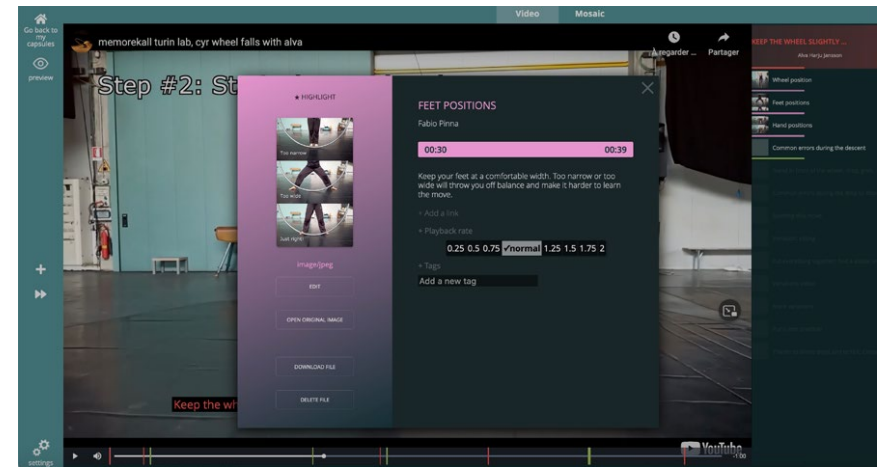 Video
Mosaic
Go back to
my
capsules
preview
settings
memorekall turin lab, cyr wheel falls with alva
À regarder ...
Partager
Step #2: St
Keep the wh
★ HIGHLIGHT
Too narrow
Too wide
Just right!
image/jpeg
EDIT
OPEN ORIGINAL IMAGE
DOWNLOAD FILE
DELETE FILE
FEET POSITIONS
Fabio Pinna
00:30
00:39
Keep your feet at a comfortable width. Too narrow or too
wide will throw you off balance and make it harder to learn
the move.
+ Add a link
+ Playback rate
0.25 0.5 0.75 ✓normal 1.25 1.5 1.75 2
+ Tags
Add a new tag
KEEP THE WHEEL SLIGHTLY ...
Alva Harju Jansson
Wheel position
Feet positions
Hand positions
Common errors during the descent
YouTube
-1:06